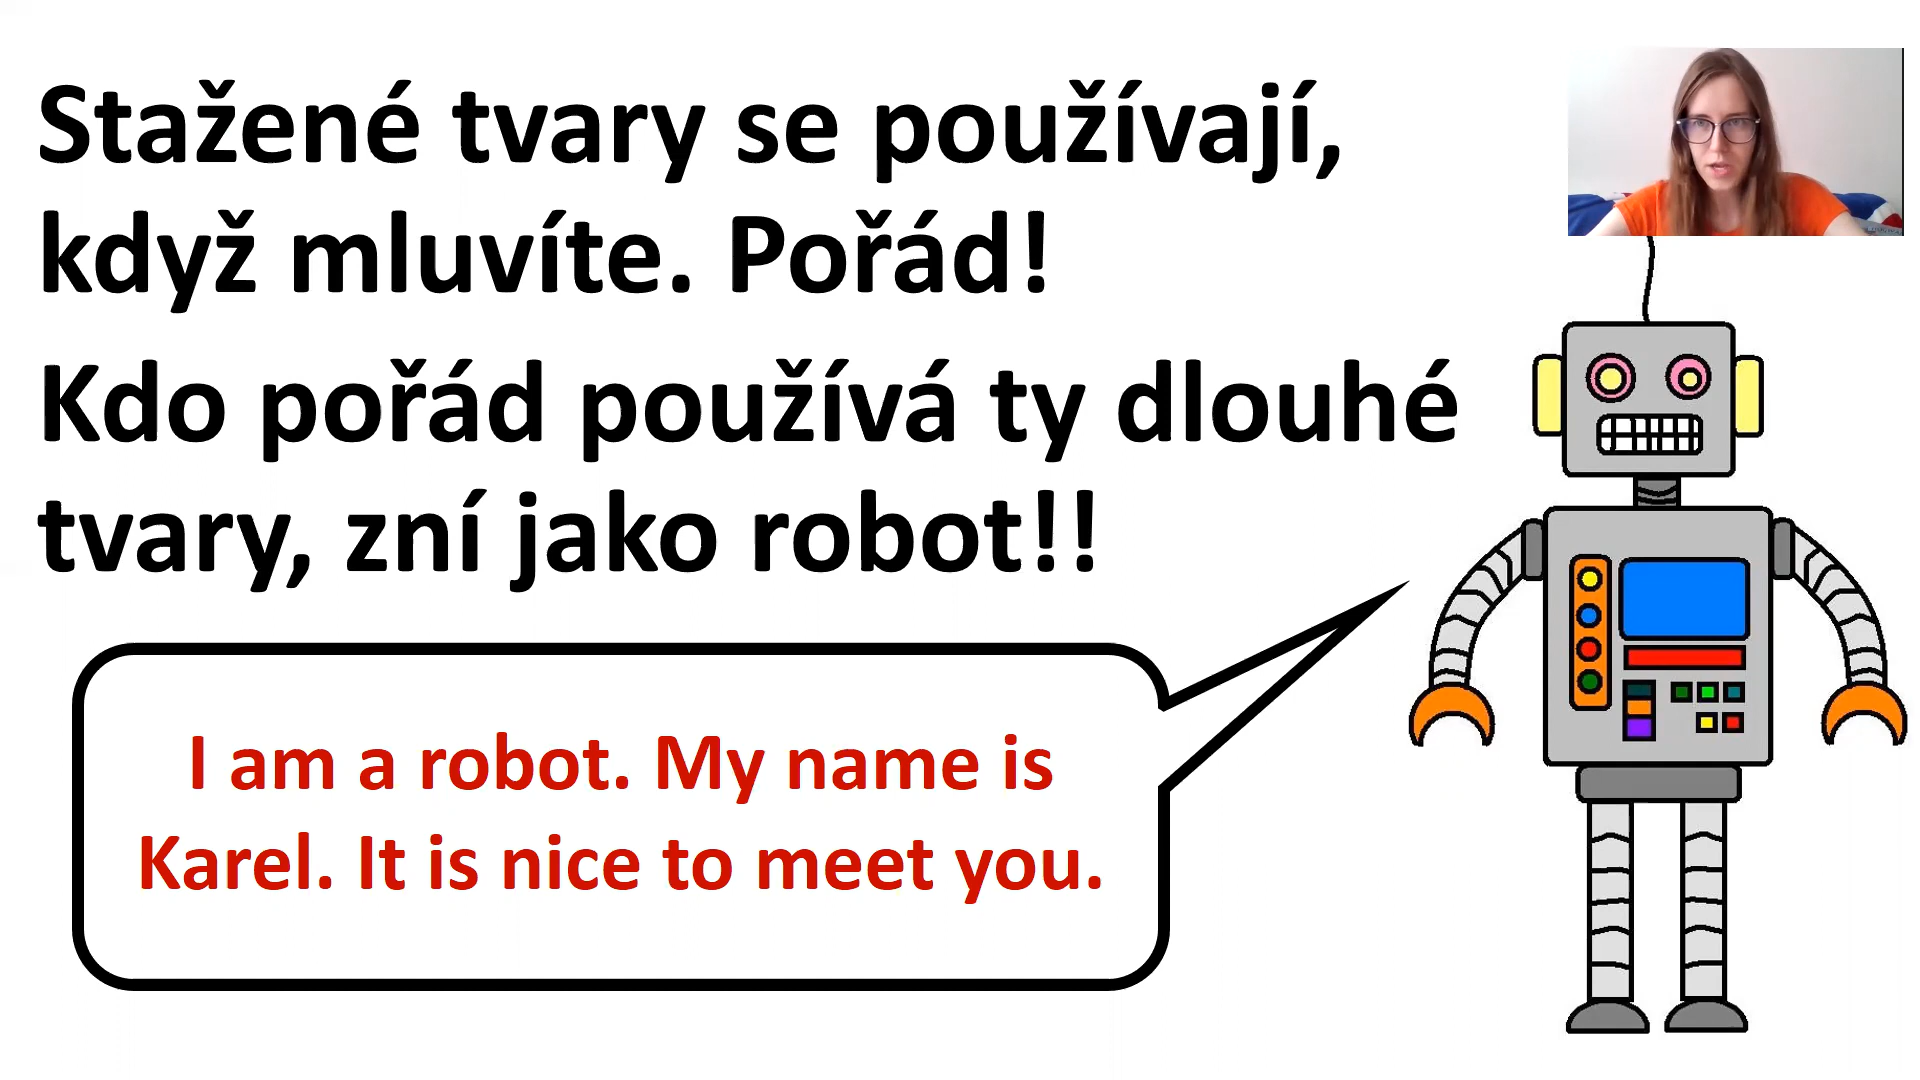 Stažené tvary se používají,
když mluvíte. Pořád!
Kdo pořád používá ty dlouhé
tvary, zní jako robot!!
I am a robot. My name is
Karel. It is nice to meet you.